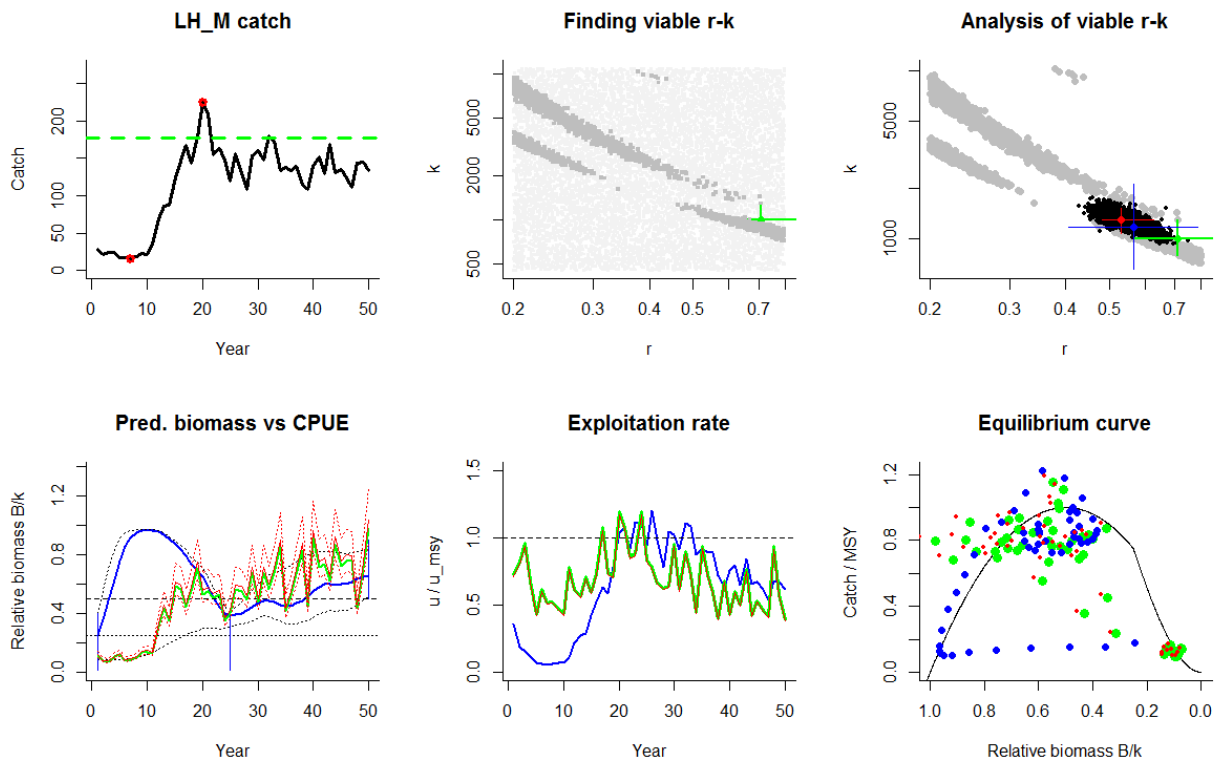 LH_M catch
Catch
200
150
100
50
0
0 10 20 30 40 50
Year
Finding viable r-k
k
5000
2000
1000
500
0.2 0.3 0.4 0.5 0.7
r
Analysis of viable r-k
k
5000
1000
0.2 0.3 0.4 0.5 0.7
r
Pred. biomass vs CPUE
Relative biomass B/k
1.2
0.8
0.4
0.0
0 10 20 30 40 50
Year
Exploitation rate
u / u_msy
1.5
1.0
0.5
0.0
0 10 20 30 40 50
Year
Equilibrium curve
Catch / MSY
1.2
0.8
0.4
0.0
1.0 0.8 0.6 0.4 0.2 0.0
Relative biomass B/k